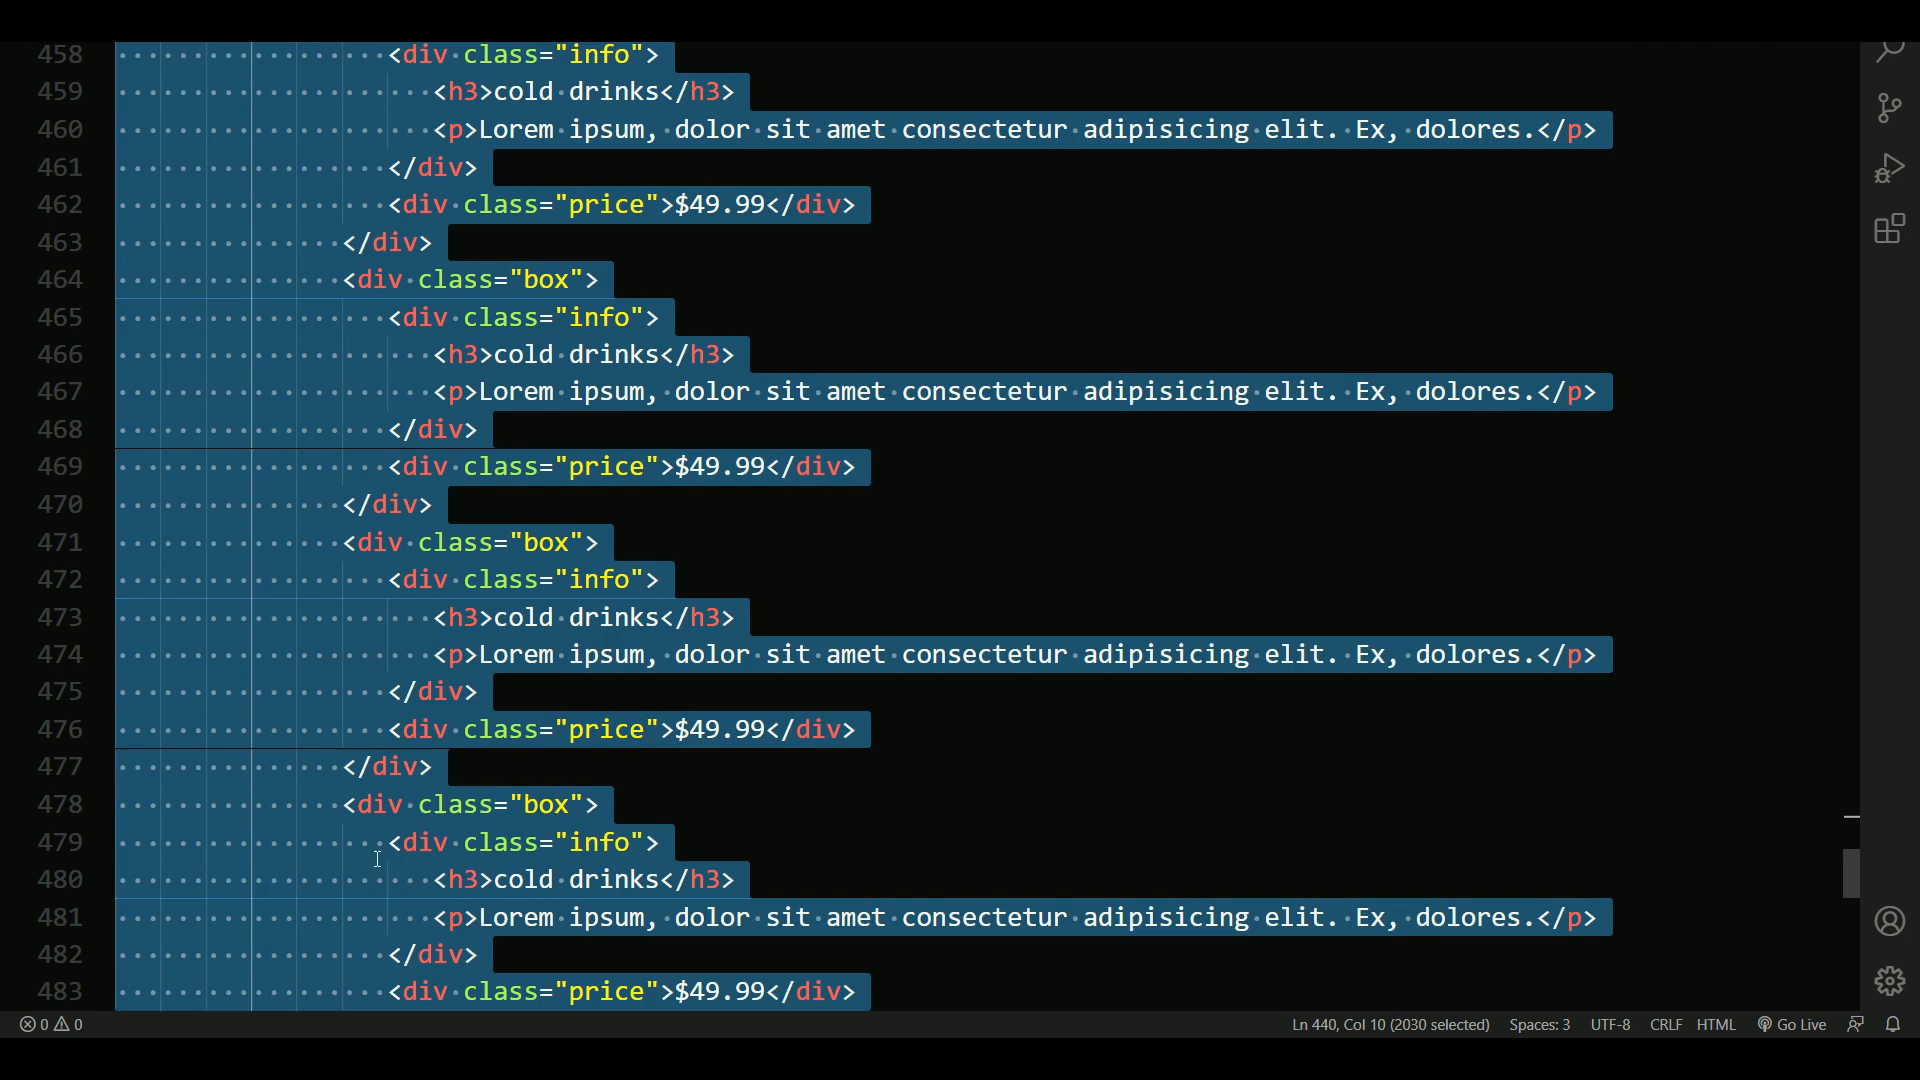 458 <div class="info">
459 <h3>cold drinks</h3>
460 <p>Lorem ipsum, dolor sit amet consectetur adipisicing elit. Ex, dolores.</p>
461 </div>
462 <div class="price">$49.99</div>
463 </div>
464 <div class="box">
465 <div class="info">
466 <h3>cold drinks</h3>
467 <p>Lorem ipsum, dolor sit amet consectetur adipisicing elit. Ex, dolores.</p>
468 </div>
469 <div class="price">$49.99</div>
470 </div>
471 <div class="box">
472 <div class="info">
473 <h3>cold drinks</h3>
474 <p>Lorem ipsum, dolor sit amet consectetur adipisicing elit. Ex, dolores.</p>
475 </div>
476 <div class="price">$49.99</div>
477 </div>
478 <div class="box">
479 <div class="info">
480 <h3>cold drinks</h3>
481 <p>Lorem ipsum, dolor sit amet consectetur adipisicing elit. Ex, dolores.</p>
482 </div>
483 <div class="price">$49.99</div>
0 0 Ln 440, Col 10 (2030 selected) Spaces: 3 UTF-8 CRLF HTML Go Live